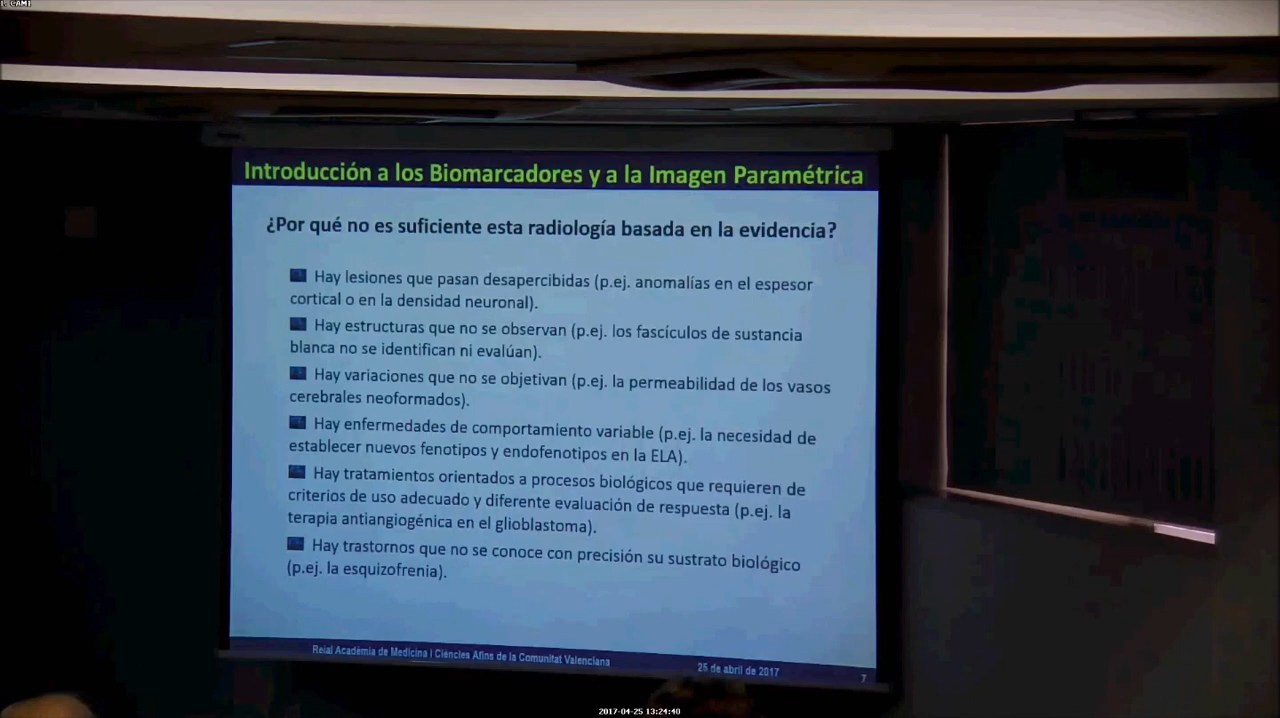 Introducción a los Biomarcadores y a la Imagen Paramétrica
¿Por qué no es suficiente esta radiología basada en la evidencia?
Hay lesiones que pasan desapercibidas (p.ej. anomalías en el espesor
cortical o en la densidad neuronal).
Hay estructuras que no se observan (p.ej. los fascículos de sustancia
blanca no se identifican ni evalúan).
Hay variaciones que no se objetivan (p.ej. la permeabilidad de los vasos
cerebrales neoformados).
Hay enfermedades de comportamiento variable (p.ej. la necesidad de
establecer nuevos fenotipos y endofenotipos en la ELA).
Hay tratamientos orientados a procesos biológicos que requieren de
criterios de uso adecuado y diferente evaluación de respuesta (p.ej. la
terapia antiangiogénica en el glioblastoma).
Hay trastornos que no se conoce con precisión su sustrato biológico
(p.ej. la esquizofrenia).
Reial Acadèmia de Medicina i Ciències Afins de la Comunitat Valenciana
25 de abril de 2017
7
2017-04-25 13:24:40